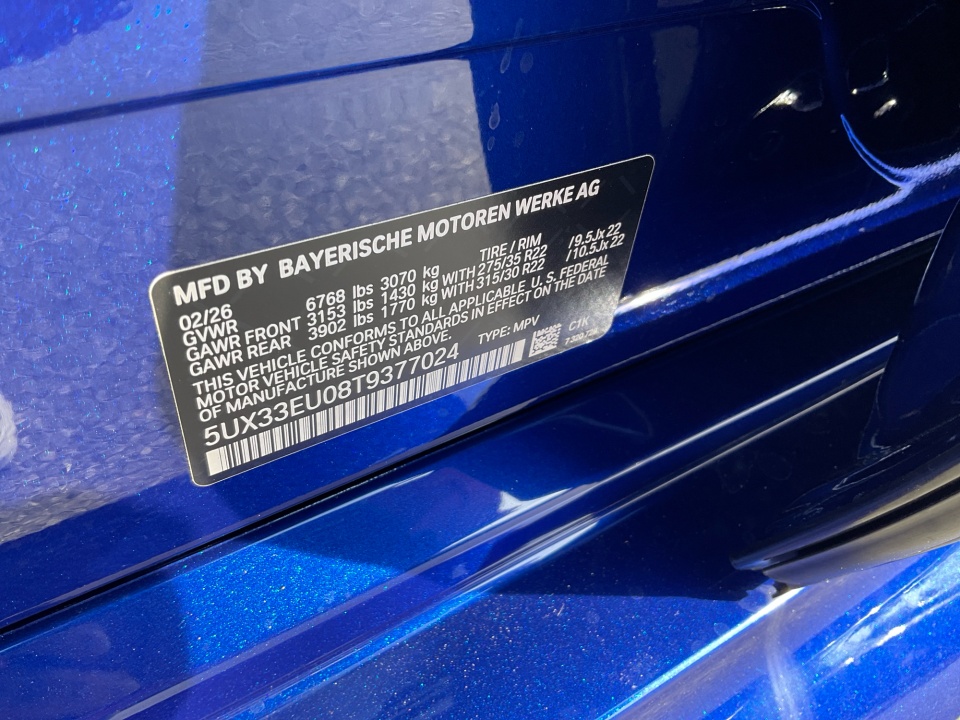 MFD BY BAYERISCHE MOTOREN WERKE AG
02/26 TIRE / RIM
GVWR 6768 lbs 3070 kg
GAWR FRONT 3153 lbs 1430 kg WITH 275/35 R22 /9.5Jx22
GAWR REAR 3902 lbs 1770 kg WITH 315/30 R22 /10.5Jx22
THIS VEHICLE CONFORMS TO ALL APPLICABLE U. S. FEDERAL
MOTOR VEHICLE SAFETY STANDARDS IN EFFECT ON THE DATE
OF MANUFACTURE SHOWN ABOVE.
TYPE: MPV C1K
5UX33EU08T9377024